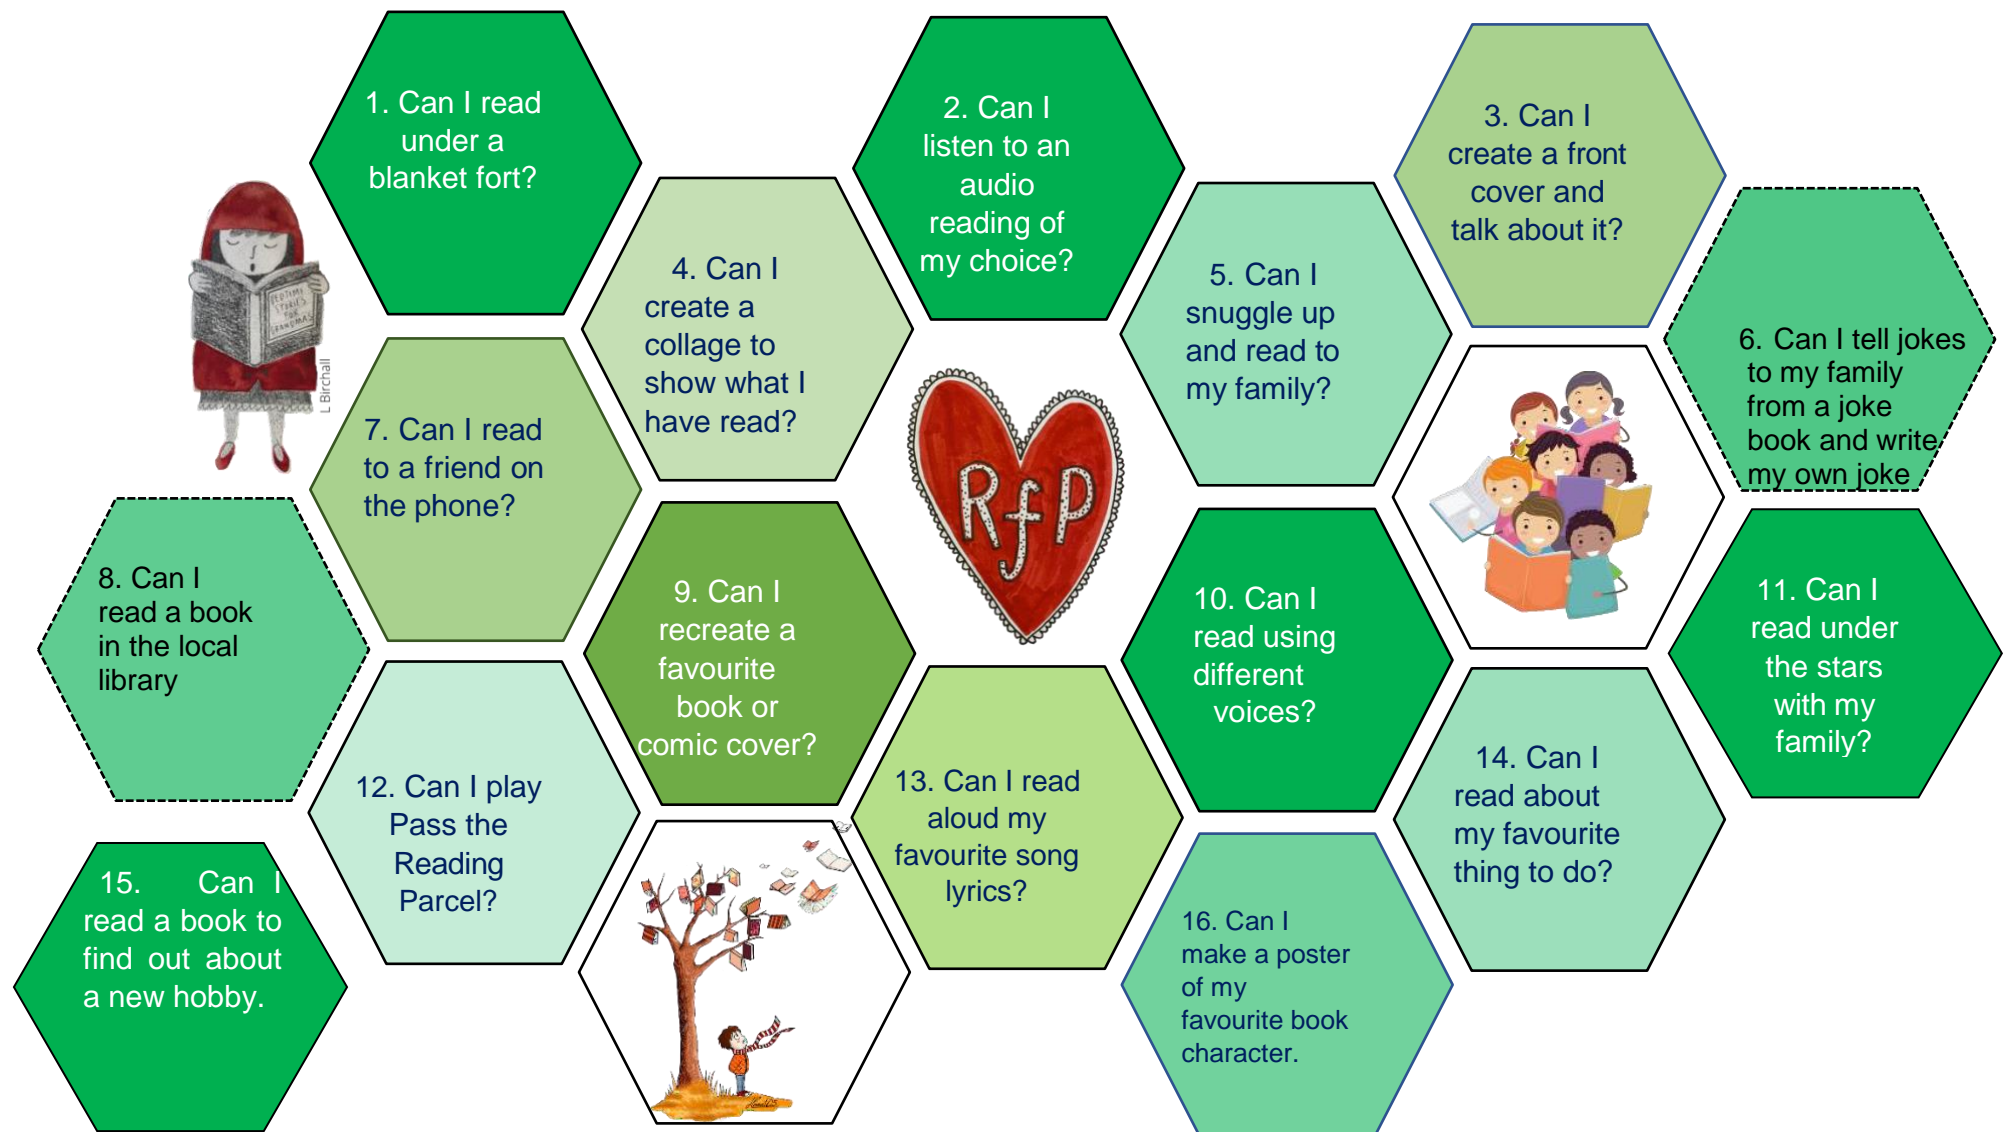 1. Can I read
under a
blanket fort?
2. Can I
listen to an
audio
reading of
my choice?
3. Can I
create a front
cover and
talk about it?
4. Can I
create a
collage to
show what I
have read?
5. Can I
snuggle up
and read to
my family?
6. Can I tell jokes
to my family
from a joke
book and write
my own joke
7. Can I read
to a friend on
the phone?
8. Can I
read a book
in the local
library
9. Can I
recreate a
favourite
book or
comic cover?
10. Can I
read using
different
voices?
11. Can I
read under
the stars
with my
family?
12. Can I play
Pass the
Reading
Parcel?
13. Can I read
aloud my
favourite song
lyrics?
14. Can I
read about
my favourite
thing to do?
15. Can I
read a book to
find out about
a new hobby.
16. Can I
make a poster
of my
favourite book
character.
BEDTIME
STORIES
FOR
GRANDMAS
L Birchall
RfP